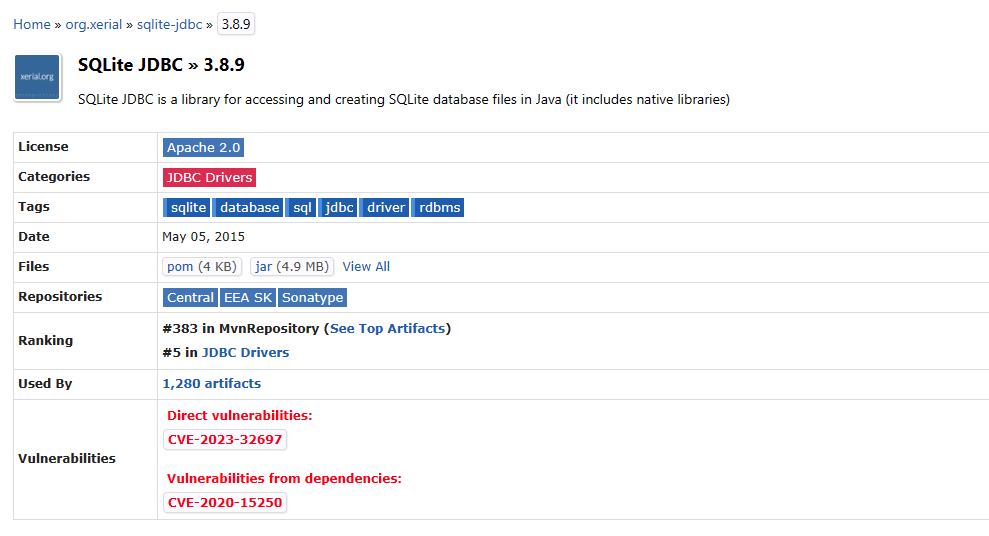 Home » org.xerial » sqlite-jdbc » 3.8.9
xerial.org
SQLite JDBC » 3.8.9
SQLite JDBC is a library for accessing and creating SQLite database files in Java (it includes native libraries)
License Apache 2.0
Categories JDBC Drivers
Tags sqlite database sql jdbc driver rdbms
Date May 05, 2015
Files pom (4 KB) jar (4.9 MB) View All
Repositories Central EEA SK Sonatype
Ranking #383 in MvnRepository (See Top Artifacts)
#5 in JDBC Drivers
Used By 1,280 artifacts
Vulnerabilities Direct vulnerabilities:
CVE-2023-32697
Vulnerabilities from dependencies:
CVE-2020-15250